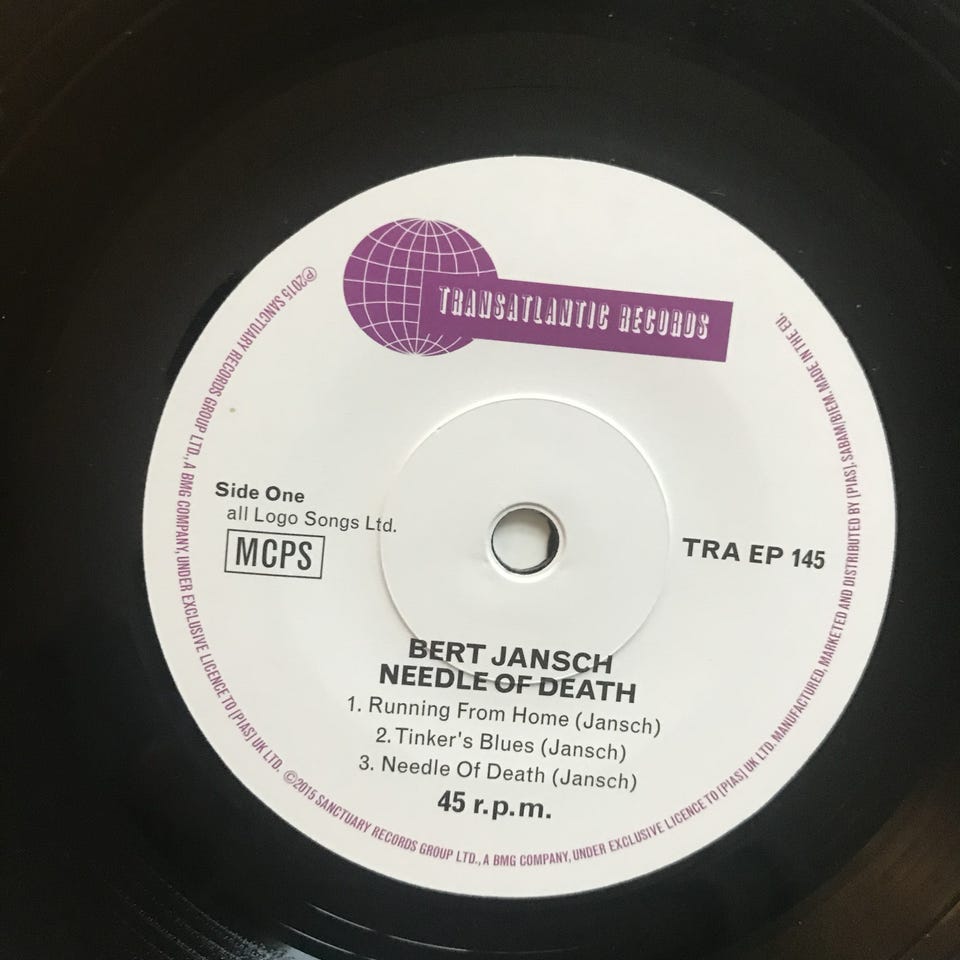 TRANSATLANTIC RECORDS
Side One
all Logo Songs Ltd.
MCPS
TRA EP 145
BERT JANSCH
NEEDLE OF DEATH
1. Running From Home (Jansch)
2. Tinker's Blues (Jansch)
3. Needle Of Death (Jansch)
45 r.p.m.
℗2015 SANCTUARY RECORDS GROUP LTD., A BMG COMPANY, UNDER EXCLUSIVE LICENCE TO [PIAS] UK LTD. ©2015 SANCTUARY RECORDS GROUP LTD., A BMG COMPANY, UNDER EXCLUSIVE LICENCE TO [PIAS] UK LTD. MANUFACTURED, MARKETED AND DISTRIBUTED BY [PIAS]. SABAM/BIEM. MADE IN THE EU.